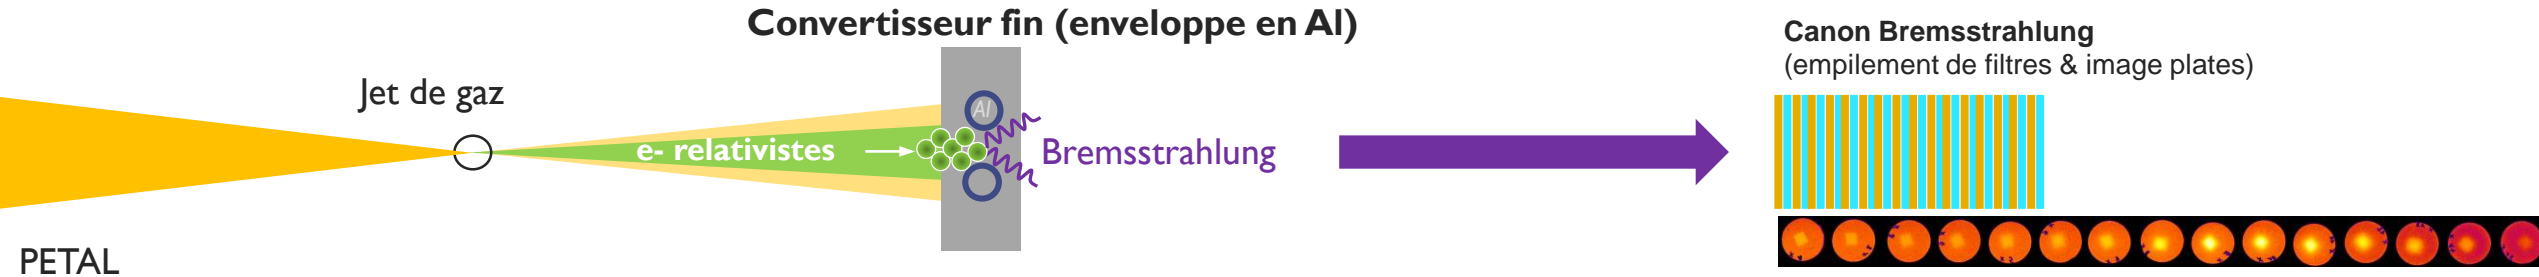 Convertisseur fin (enveloppe en Al)
Canon Bremsstrahlung
(empilement de filtres & image plates)
Jet de gaz
Al
e- relativistes
Bremsstrahlung
PETAL